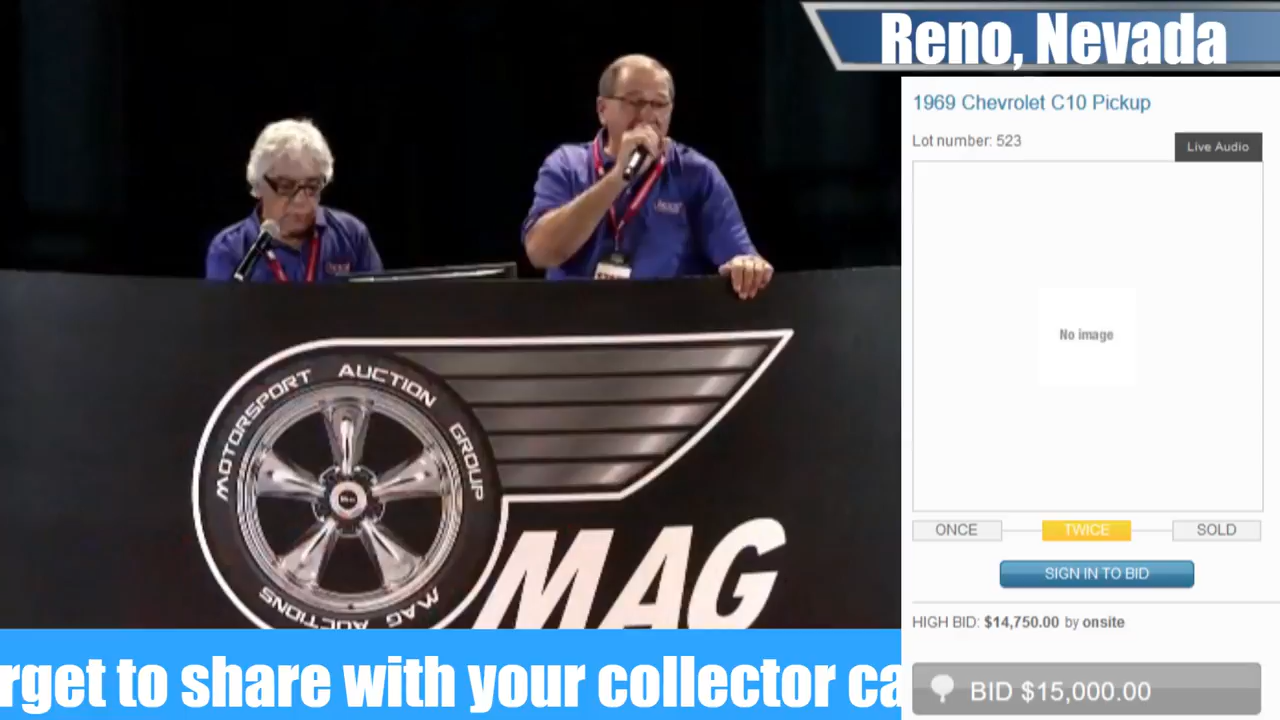 Reno, Nevada
1969 Chevrolet C10 Pickup
Lot number: 523
Live Audio
No image
ONCE
TWICE
SOLD
SIGN IN TO BID
HIGH BID: $14,750.00 by onsite
BID $15,000.00
MOTORSPORT AUCTION GROUP
MAG AUCTIONS
MAG
rget to share with your collector ca